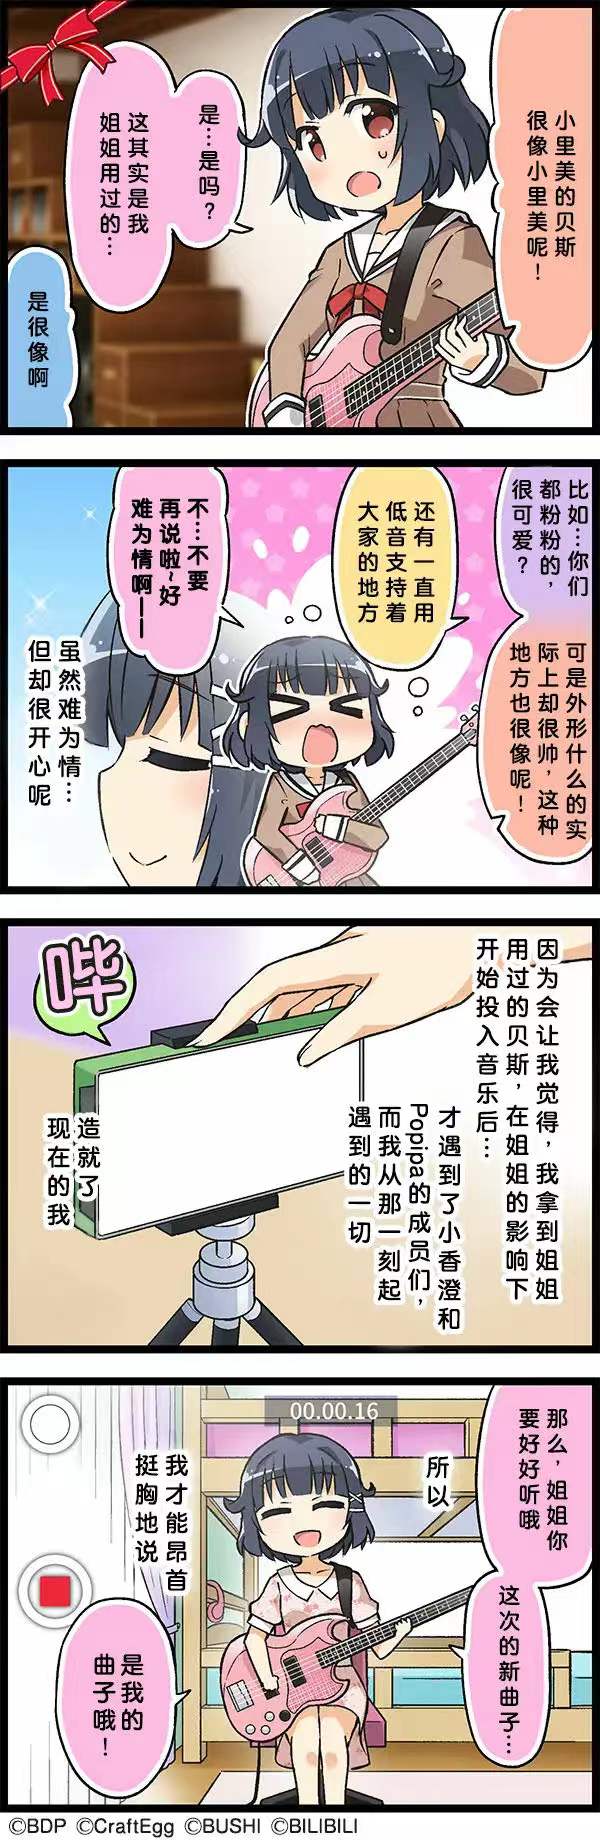 小里美的贝斯
很像小里美呢！
是…是吗？
这其实是我
姐姐用过的…
是很像啊
比如…你们
都粉粉的，
很可爱？
可是外形什么的实
际上却很帅，这种
地方也很像呢！
还有一直用
低音支持着
大家的地方
不…不要
再说啦~好
难为情啊——
虽然难为情…
但却很开心呢
因为会让我觉得，我拿到姐姐
用过的贝斯，在姐姐的影响下
开始投入音乐后…
才遇到了小香澄和
Popipa的成员们，
而我从那一刻起
遇到的一切
哔
造就了
现在的我
那么，姐姐你
要好好听哦
这次的新曲子…
00.00.16
所以
我才能昂首
挺胸地说
是我的
曲子哦！
©BDP ©CraftEgg ©BUSHI ©BILIBILI